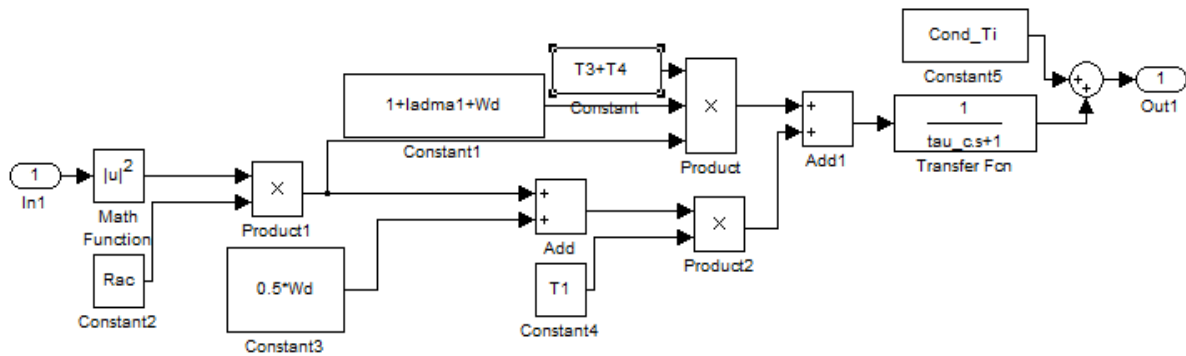 Cond_Ti
Constant5
T3+T4
Constant
1+ladma1+Wd
Constant1
×
Product
+
+
Add1
1
tau_c.s+1
Transfer Fcn
+
+
1
Out1
1
In1
|u|2
Math
Function
×
Product1
+
+
Add
×
Product2
Rac
Constant2
0.5*Wd
Constant3
T1
Constant4